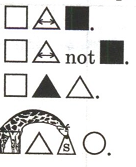 .
not .
.
s .